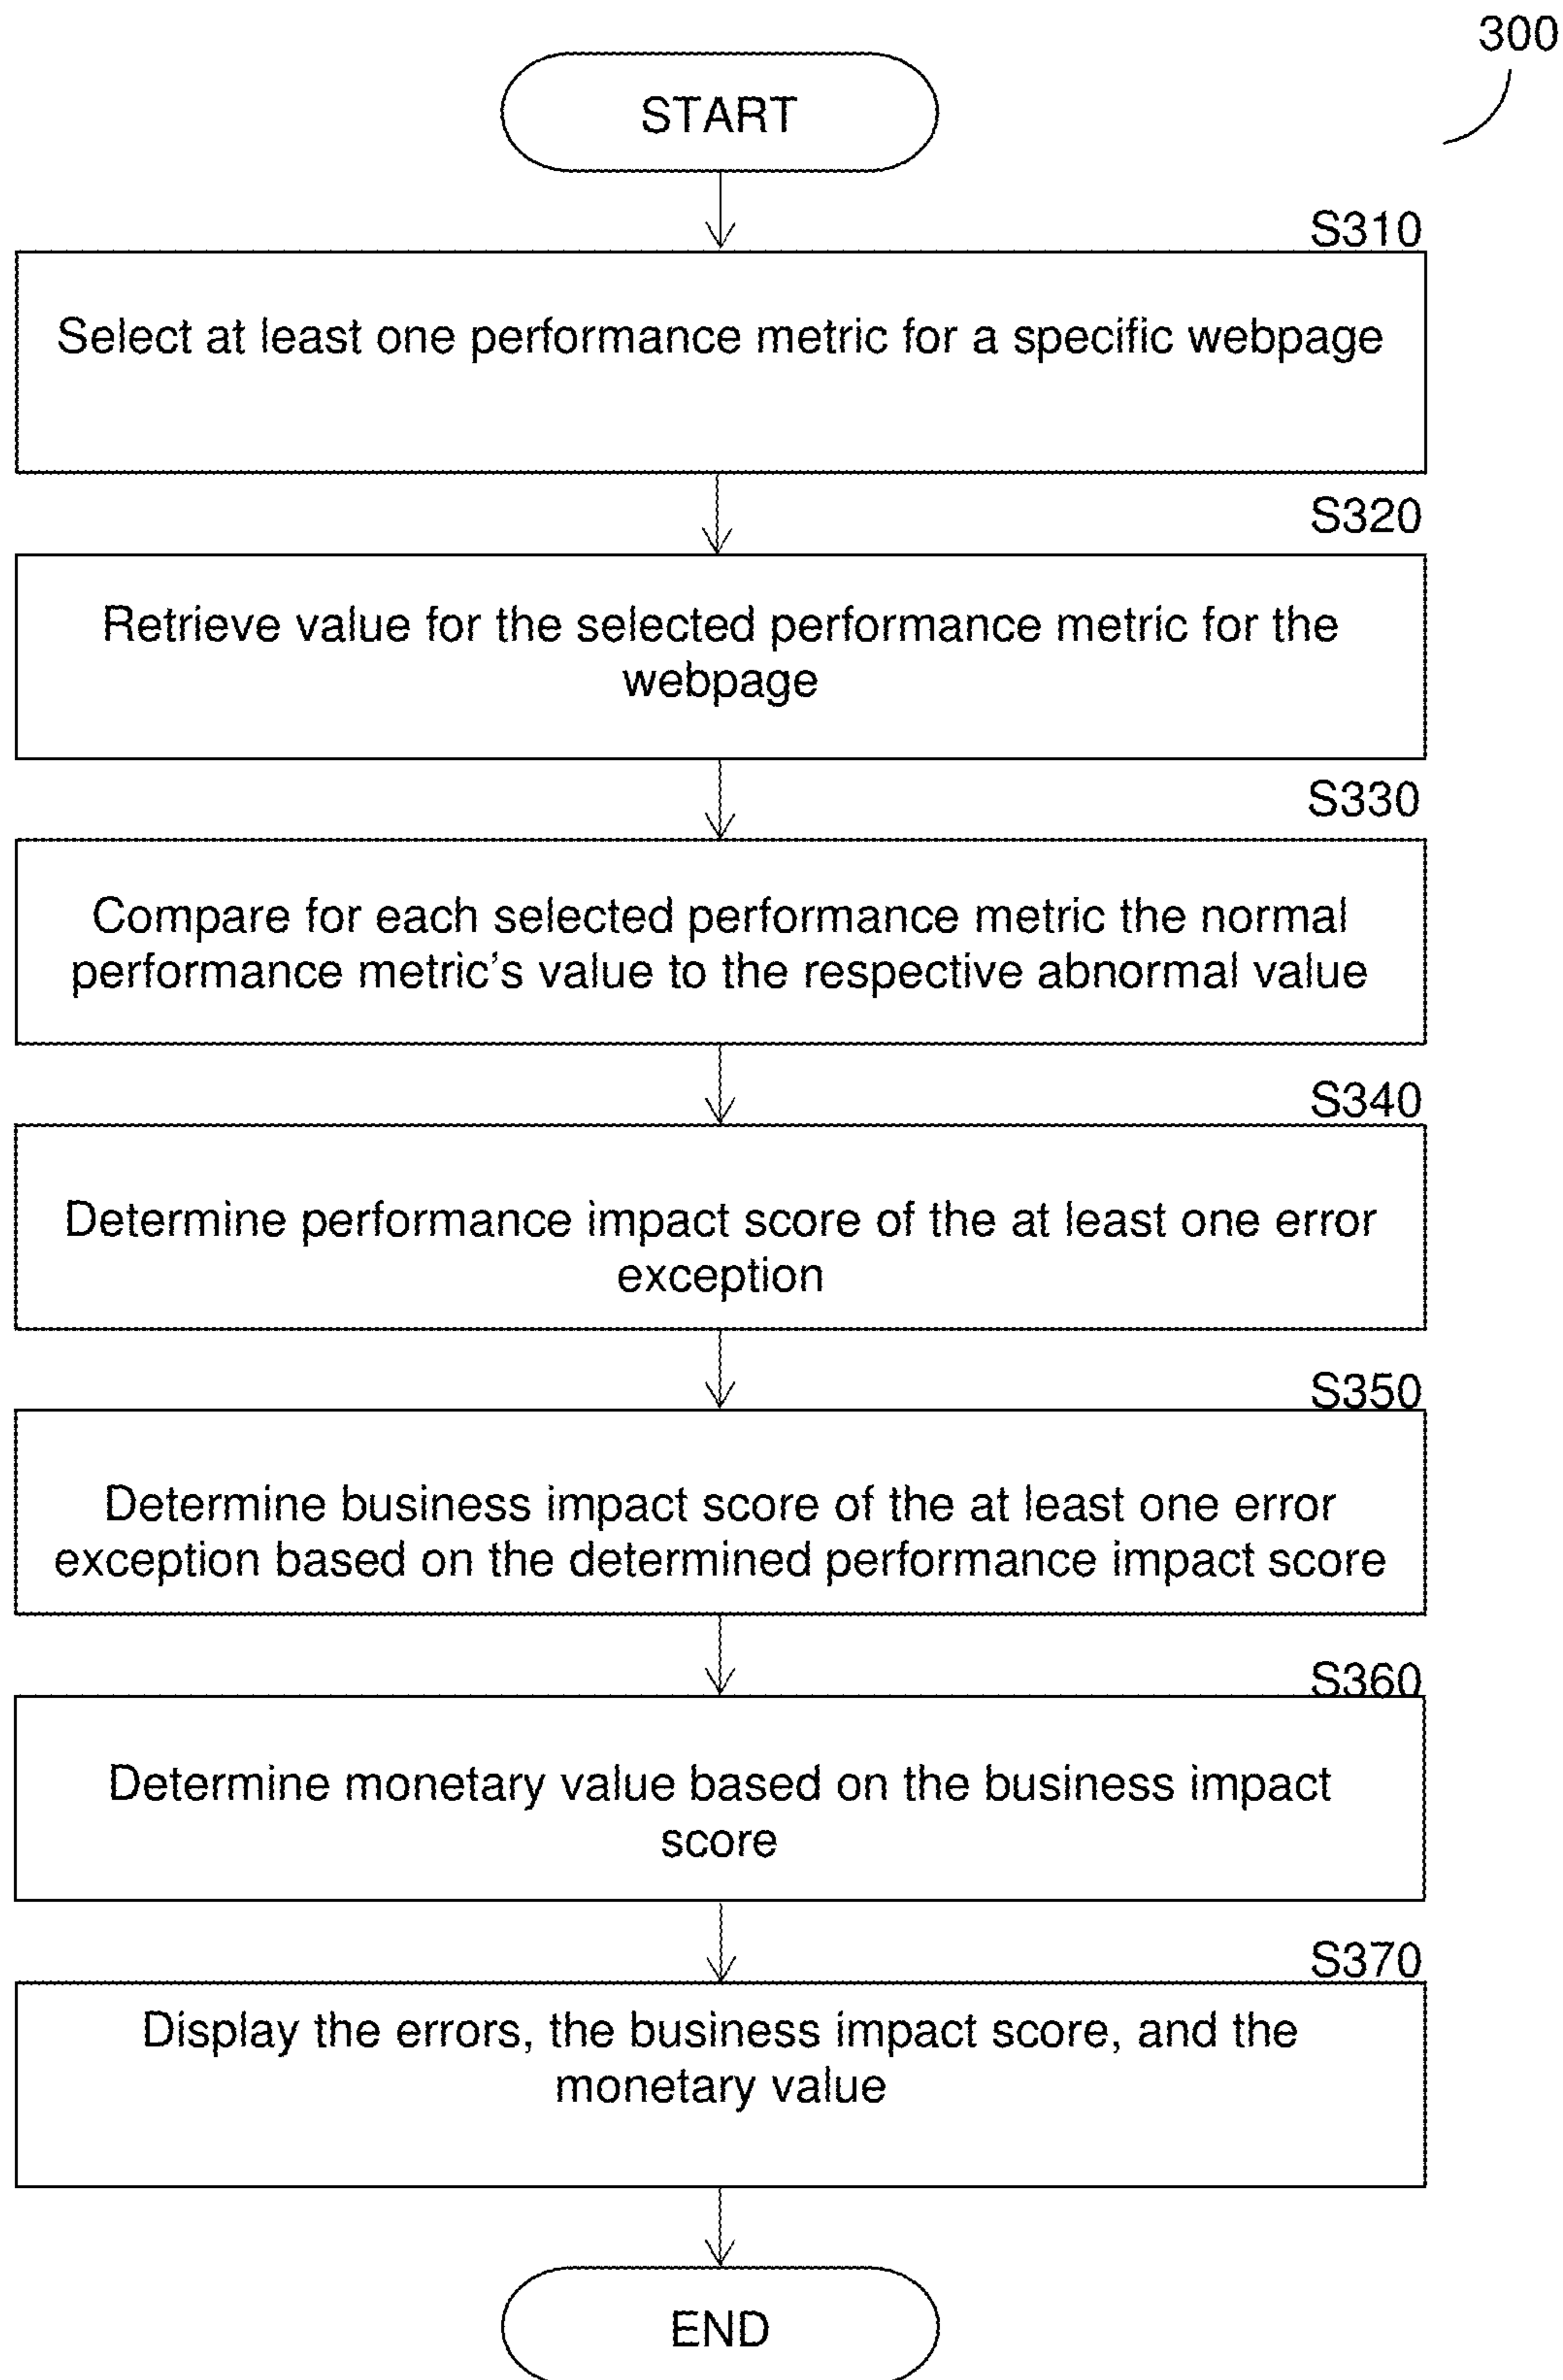 300
START
S310
Select at least one performance metric for a specific webpage
S320
Retrieve value for the selected performance metric for the
webpage
S330
Compare for each selected performance metric the normal
performance metric's value to the respective abnormal value
S340
Determine performance impact score of the at least one error
exception
S350
Determine business impact score of the at least one error
exception based on the determined performance impact score
S360
Determine monetary value based on the business impact
score
S370
Display the errors, the business impact score, and the
monetary value
END